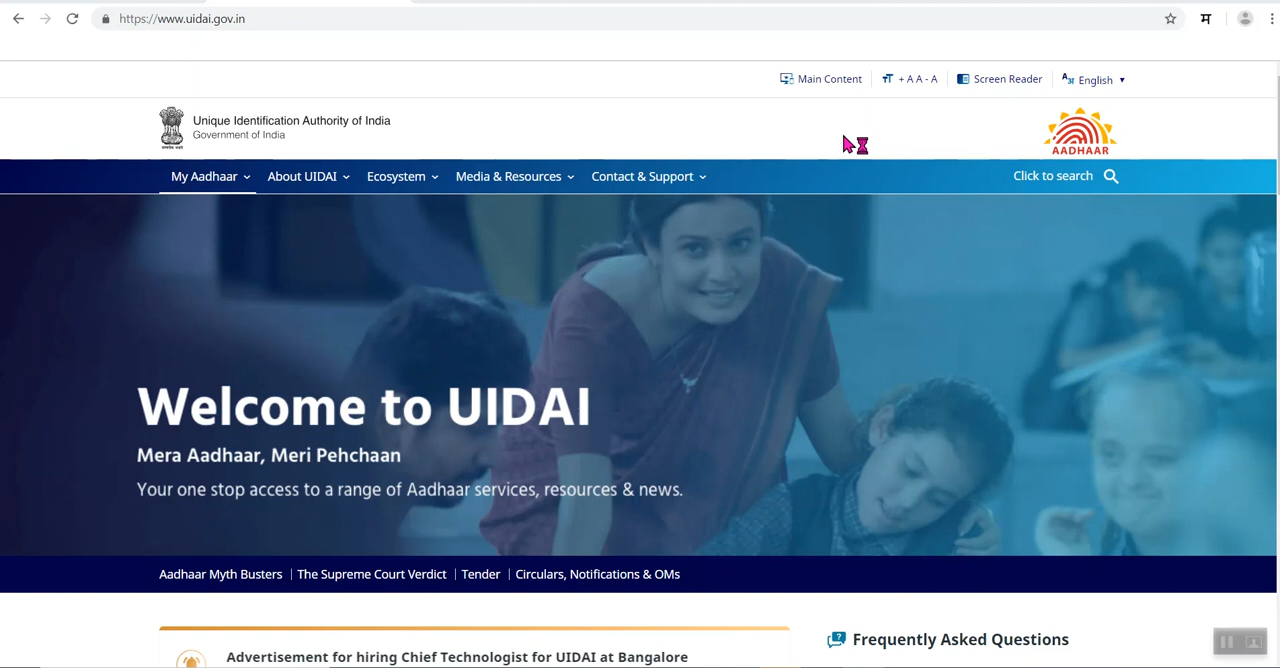 https://www.uidai.gov.in
म
Main Content
+ A A - A
Screen Reader
English
Unique Identification Authority of India
Government of India
AADHAAR
My Aadhaar
About UIDAI
Ecosystem
Media & Resources
Contact & Support
Click to search
Welcome to UIDAI
Mera Aadhaar, Meri Pehchaan
Your one stop access to a range of Aadhaar services, resources & news.
Aadhaar Myth Busters | The Supreme Court Verdict | Tender | Circulars, Notifications & OMs
Frequently Asked Questions
Advertisement for hiring Chief Technologist for UIDAI at Bangalore